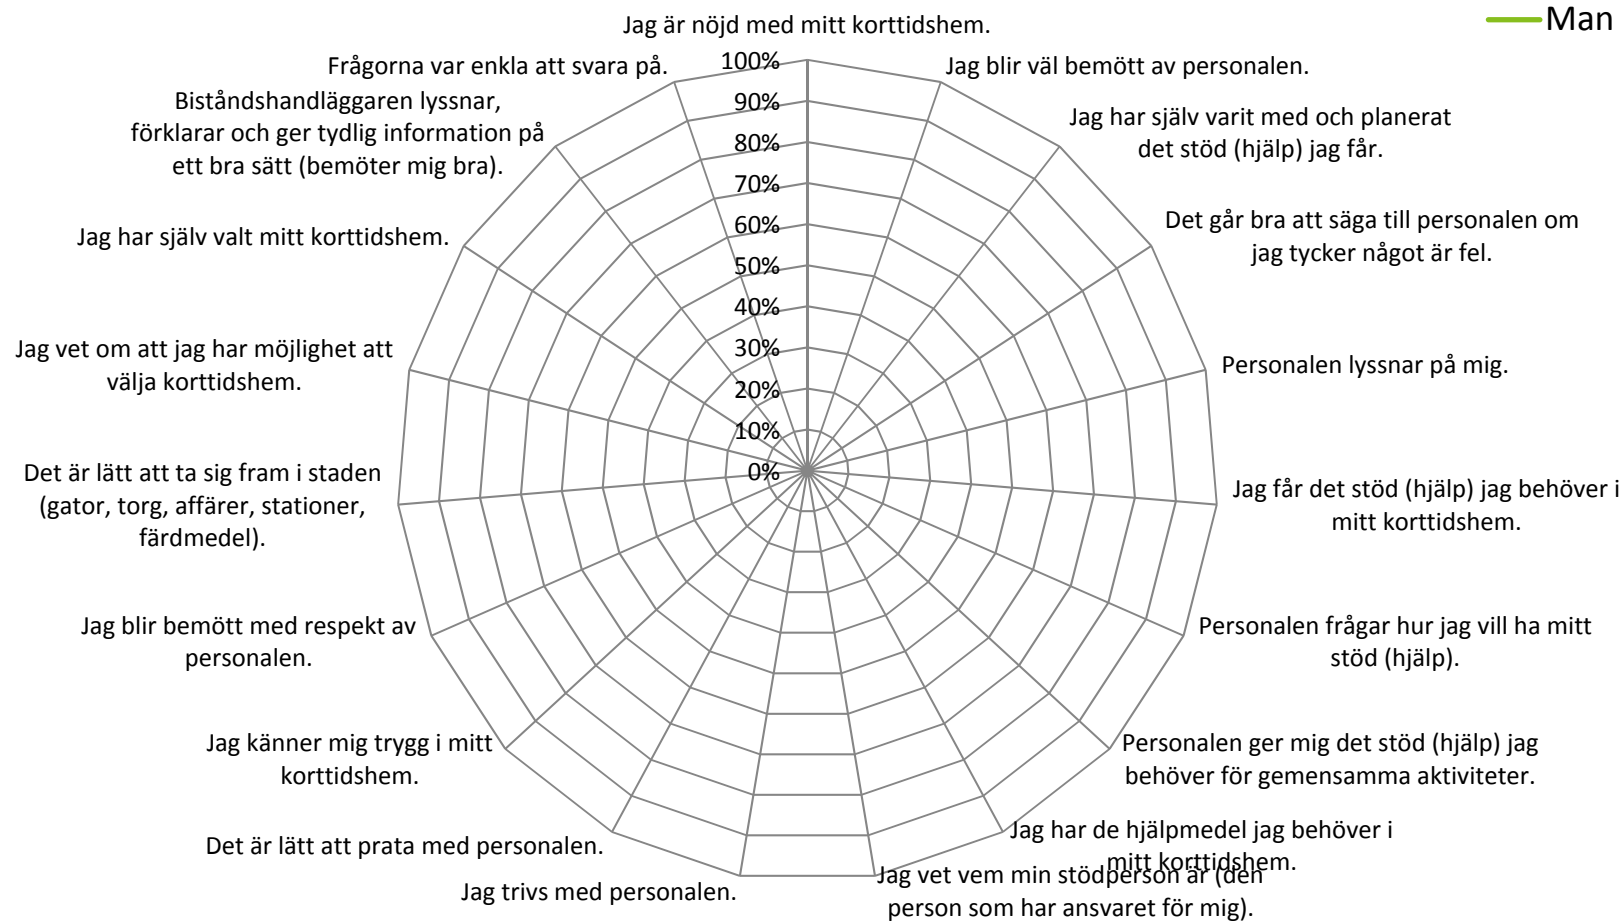 Man
Jag är nöjd med mitt korttidshem.
Jag blir väl bemött av personalen.
Jag har själv varit med och planerat
det stöd (hjälp) jag får.
Det går bra att säga till personalen om
jag tycker något är fel.
Personalen lyssnar på mig.
Jag får det stöd (hjälp) jag behöver i
mitt korttidshem.
Personalen frågar hur jag vill ha mitt
stöd (hjälp).
Personalen ger mig det stöd (hjälp) jag
behöver för gemensamma aktiviteter.
Jag har de hjälpmedel jag behöver i
mitt korttidshem.
Jag vet vem min stödperson är (den
person som har ansvaret för mig).
Jag trivs med personalen.
Det är lätt att prata med personalen.
Jag känner mig trygg i mitt
korttidshem.
Jag blir bemött med respekt av
personalen.
Det är lätt att ta sig fram i staden
(gator, torg, affärer, stationer,
färdmedel).
Jag vet om att jag har möjlighet att
välja korttidshem.
Jag har själv valt mitt korttidshem.
Biståndshandläggaren lyssnar,
förklarar och ger tydlig information på
ett bra sätt (bemöter mig bra).
Frågorna var enkla att svara på.
100%
90%
80%
70%
60%
50%
40%
30%
20%
10%
0%